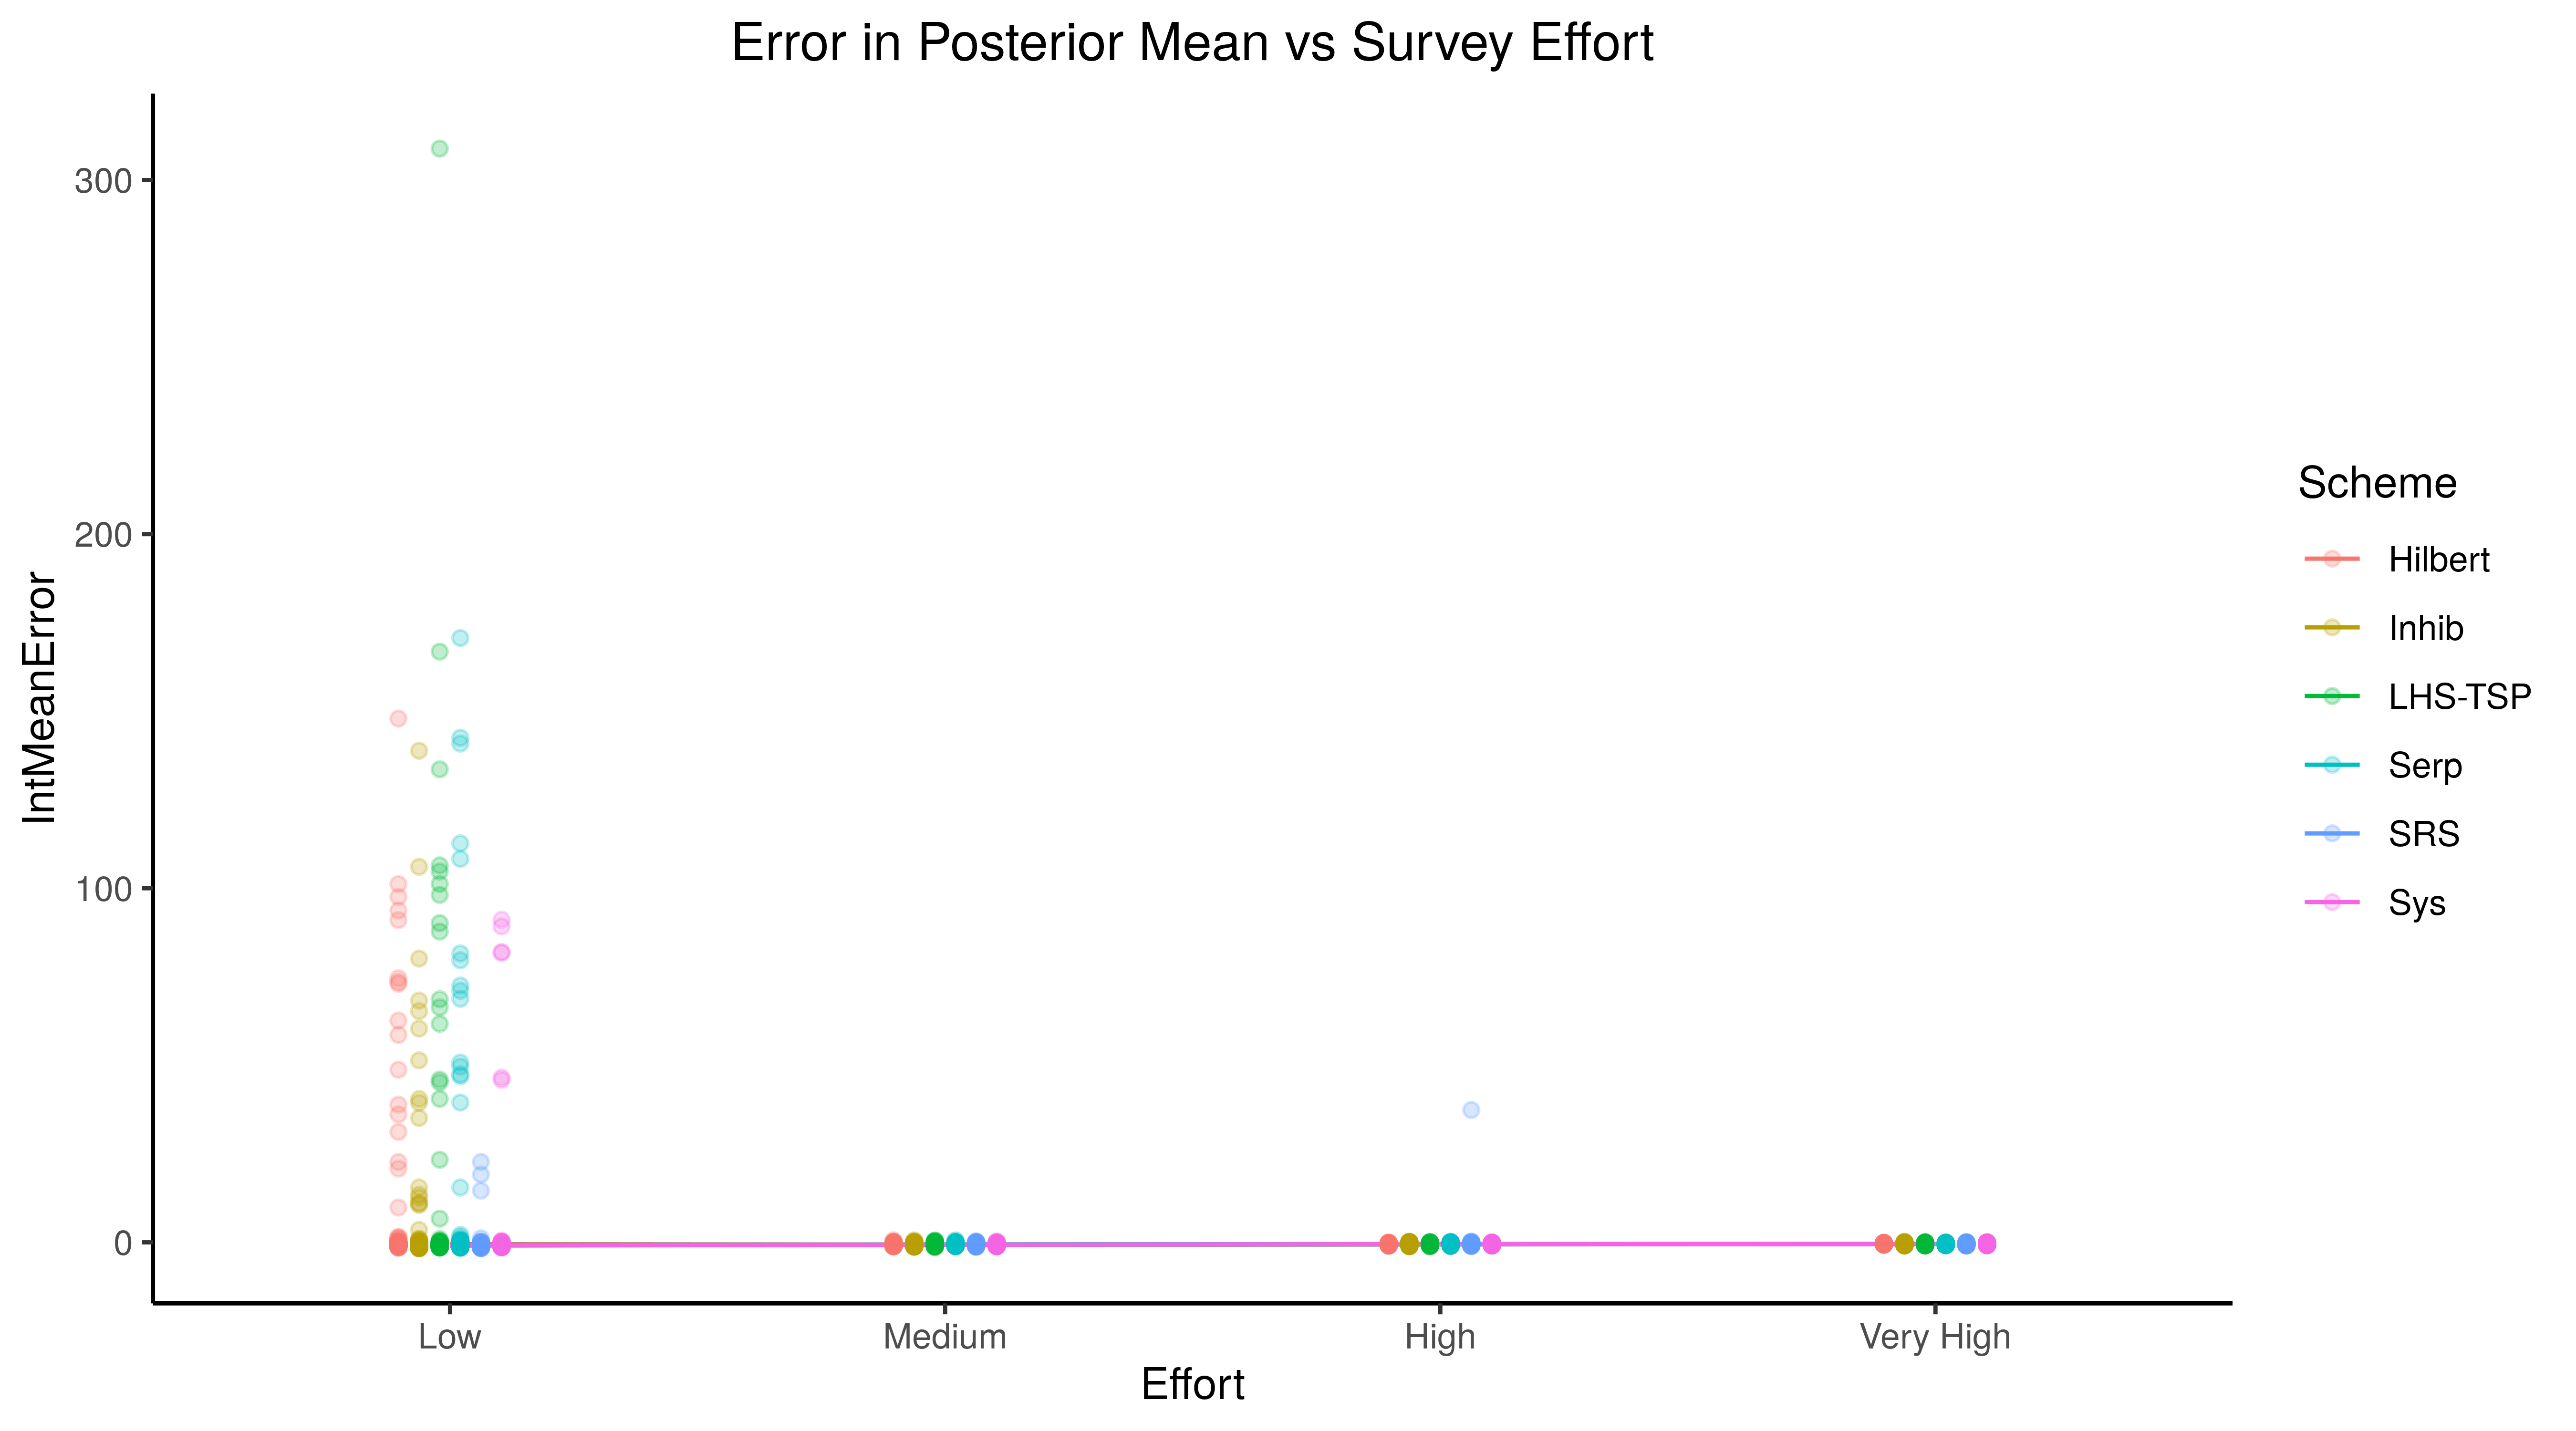 Error in Posterior Mean vs Survey Effort
IntMeanError
300
200
100
0
Low
Medium
High
Very High
Effort
Scheme
Hilbert
Inhib
LHS-TSP
Serp
SRS
Sys